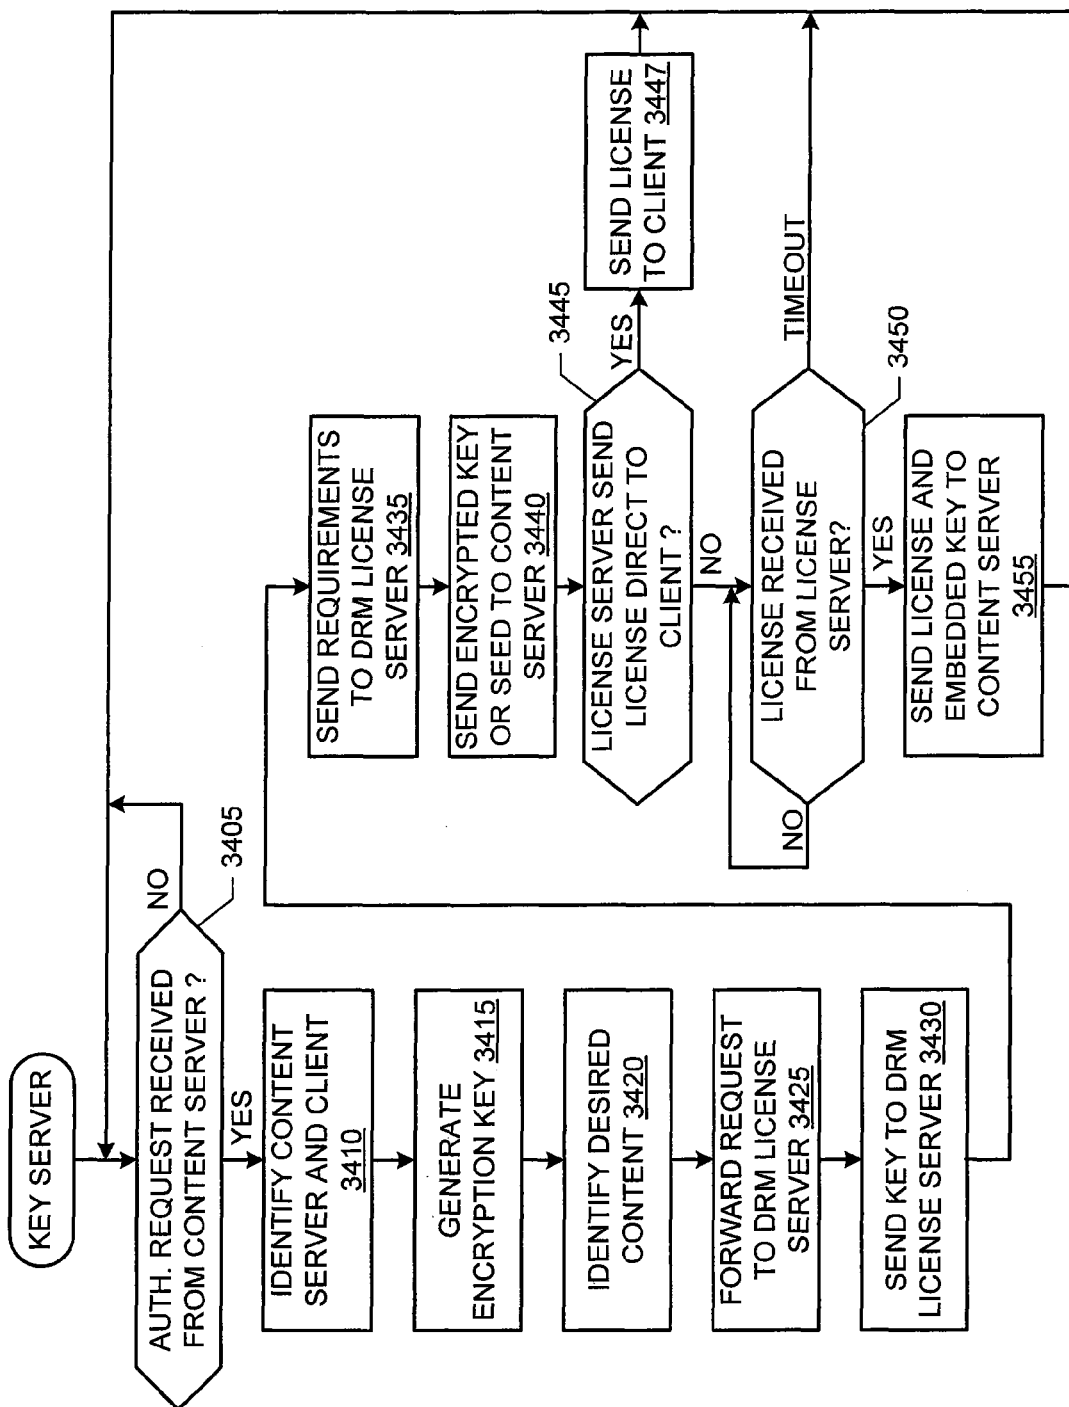 KEY SERVER
AUTH. REQUEST RECEIVED
FROM CONTENT SERVER ?
NO
3405
YES
IDENTIFY CONTENT
SERVER AND CLIENT
3410
GENERATE
ENCRYPTION KEY 3415
IDENTIFY DESIRED
CONTENT 3420
FORWARD REQUEST
TO DRM LICENSE
SERVER 3425
SEND KEY TO DRM
LICENSE SERVER 3430
SEND REQUIREMENTS
TO DRM LICENSE
SERVER 3435
SEND ENCRYPTED KEY
OR SEED TO CONTENT
SERVER 3440
LICENSE SERVER SEND
LICENSE DIRECT TO
CLIENT ?
3445
YES
SEND LICENSE
TO CLIENT 3447
NO
LICENSE RECEIVED
FROM LICENSE
SERVER?
3450
TIMEOUT
NO
YES
SEND LICENSE AND
EMBEDDED KEY TO
CONTENT SERVER
3455